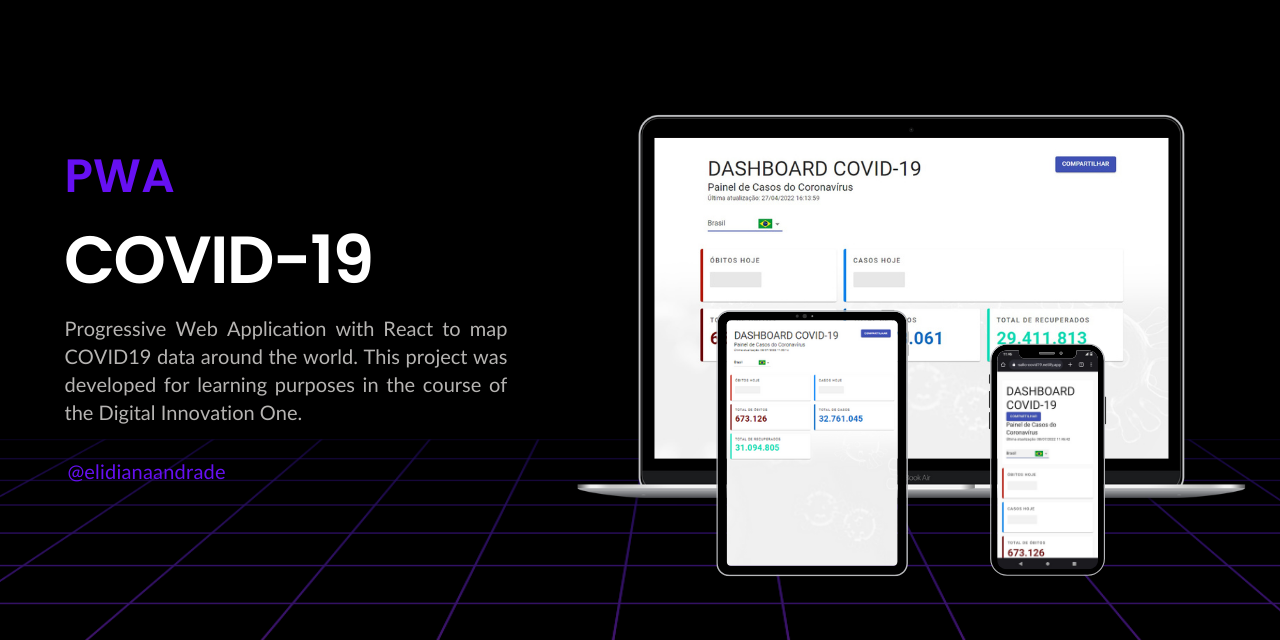 PWA
COVID-19
Progressive Web Application with React to map
COVID19 data around the world. This project was
developed for learning purposes in the course of
the Digital Innovation One.
@elidianaandrade
DASHBOARD COVID-19
COMPARTILHAR
Painel de Casos do Coronavírus
Última atualização: 27/04/2022 16:13:59
Brasil
ÓBITOS HOJE
CASOS HOJE
TOTAL DE RECUPERADOS
.061
29.411.813
DASHBOARD COVID-19
COMPARTILHAR
Painel de Casos do Coronavírus
Brasil
ÓBITOS HOJE
CASOS HOJE
TOTAL DE ÓBITOS
TOTAL DE CASOS
673.126
32.761.045
TOTAL DE RECUPERADOS
31.094.805
DASHBOARD
COVID-19
COMPARTILHAR
Painel de Casos do
Coronavírus
Brasil
ÓBITOS HOJE
CASOS HOJE
TOTAL DE ÓBITOS
673.126